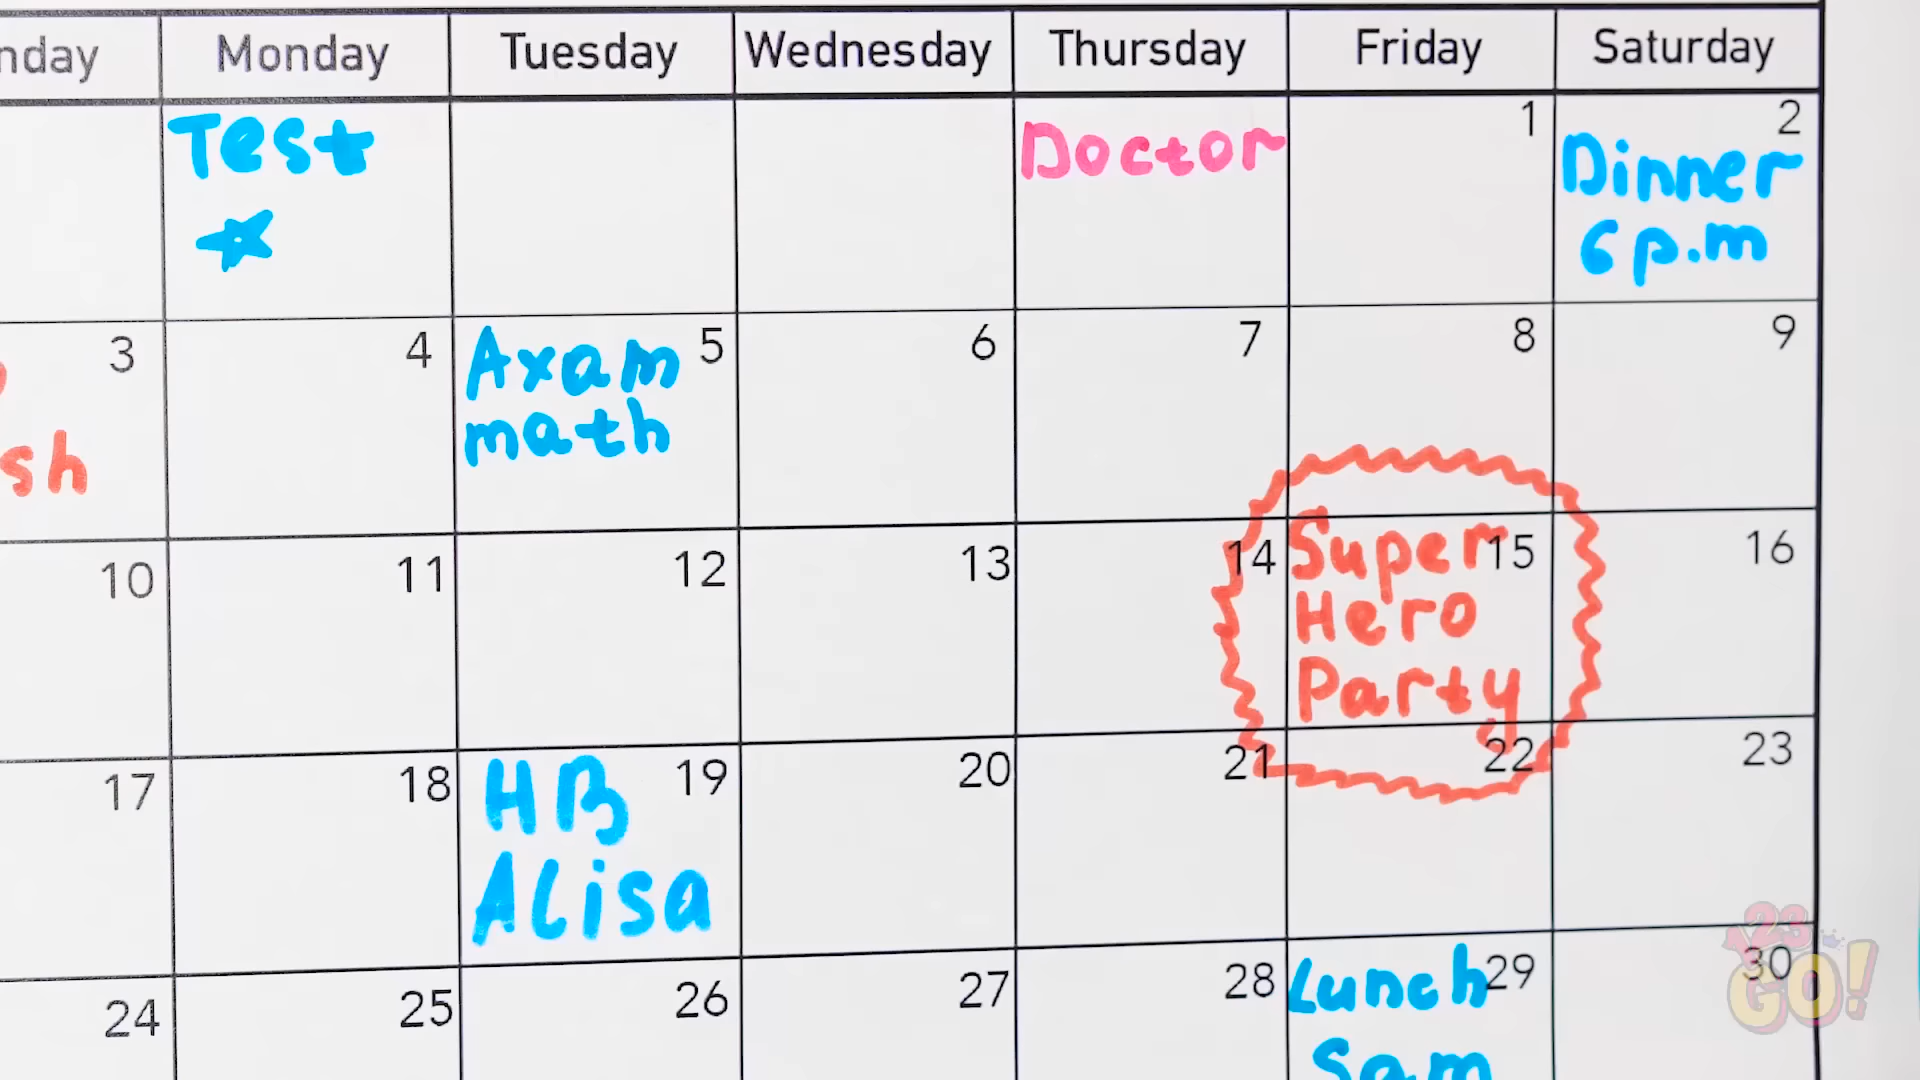 nday Monday Tuesday Wednesday Thursday Friday Saturday
1 2
Test Doctor Dinner
6 p.m
3 4 5 6 7 8 9
Axam
math
sh
10 11 12 13 14 15 16
Super
Hero
Party
17 18 19 20 21 22 23
HB
ALisa
24 25 26 27 28 29 30
Lunch
Sam
123
GO!